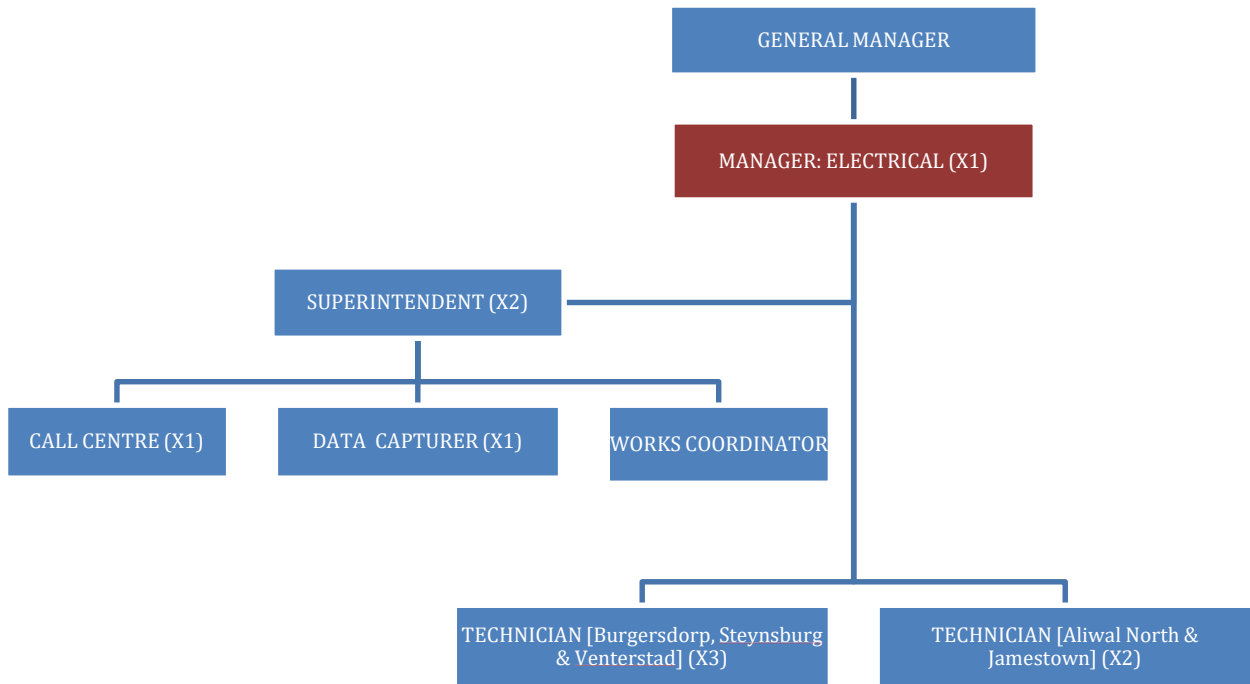 GENERAL MANAGER
MANAGER: ELECTRICAL (X1)
SUPERINTENDENT (X2)
CALL CENTRE (X1)
DATA CAPTURER (X1)
WORKS COORDINATOR
TECHNICIAN [Burgersdorp, Steynsburg
& Venterstad] (X3)
TECHNICIAN [Aliwal North &
Jamestown] (X2)